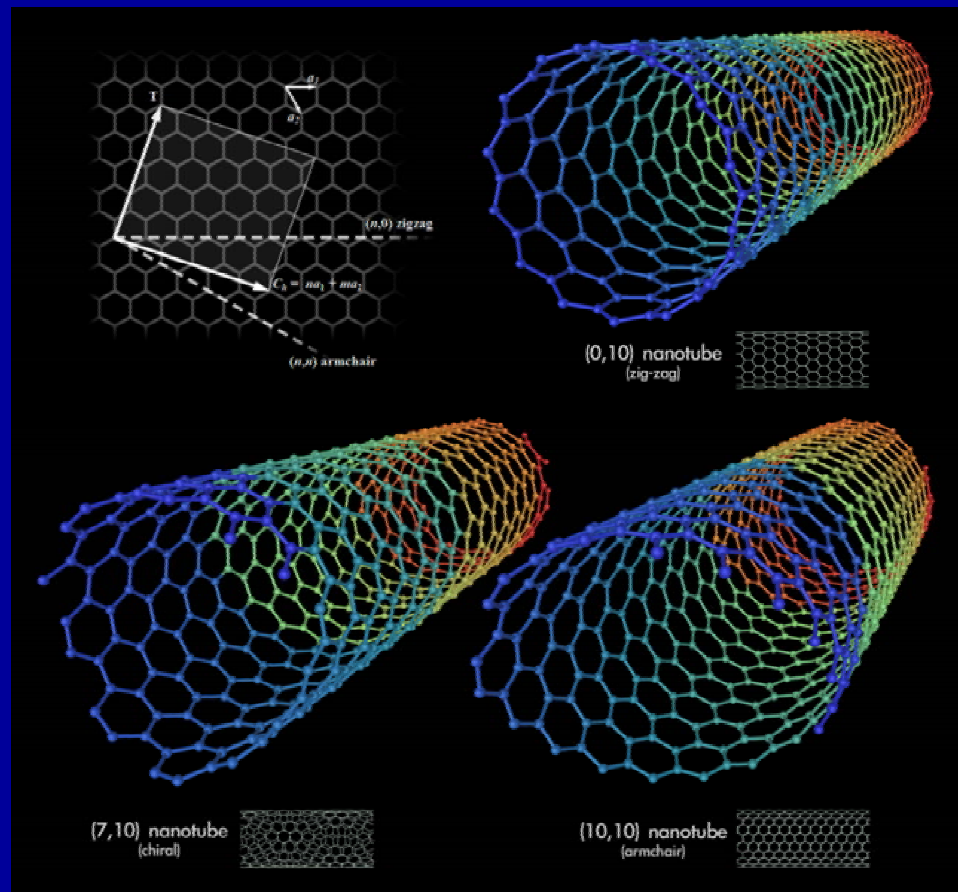 a₁
T
a₂
(n,0) zigzag
Cₕ = na₁ + ma₂
(n,n) armchair
(0,10) nanotube
(zig-zag)
(7,10) nanotube
(chiral)
(10,10) nanotube
(armchair)